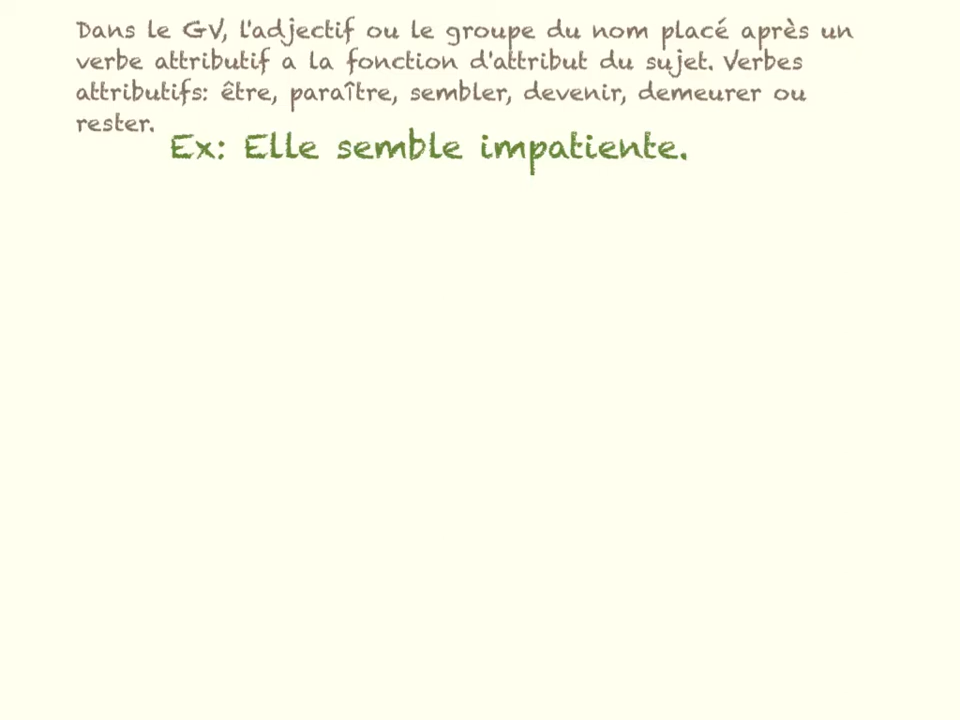 Dans le GV, l'adjectif ou le groupe du nom placé après un
verbe attributif a la fonction d'attribut du sujet. Verbes
attributifs: être, paraître, sembler, devenir, demeurer ou
rester.
Ex: Elle semble impatiente.